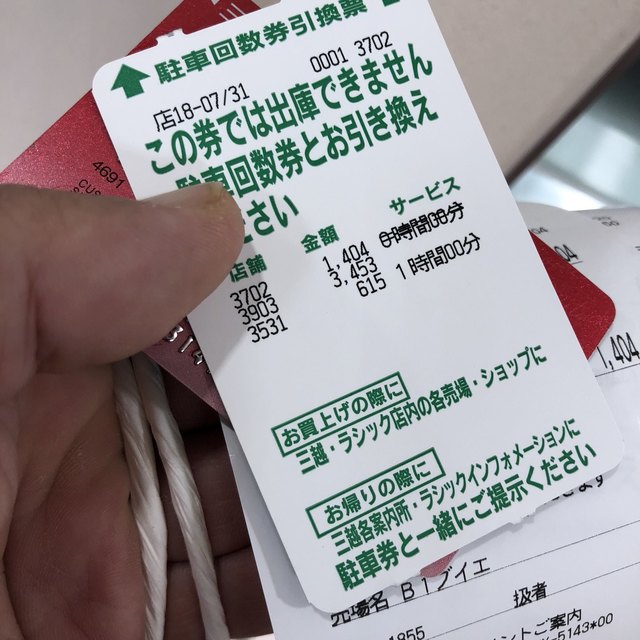 駐車回数券引換票
店18-07/31 0001 3702
この券では出庫できません
駐車回数券とお引き換え
ださい
店舗 金額 サービス
3702 1,404 0時間00分
3903 3,453
3531 615 1時間00分
お買上げの際に
三越・ラシック店内の各売場・ショップに
お帰りの際に
三越各案内所・ラシックインフォメーションに
駐車券と一緒にご提示ください
4691
314
1,404
売場名 B1ブイエ
扱者
1855